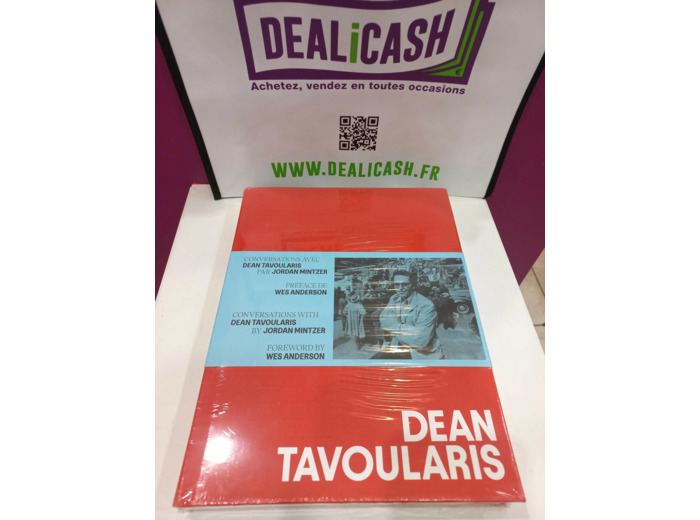 DEALiCASH
Achetez, vendez en toutes occasions
WWW.DEALICASH.FR
CONVERSATIONS AVEC
DEAN TAVOULARIS
PAR JORDAN MINTZER
PRÉFACE DE
WES ANDERSON
CONVERSATIONS WITH
DEAN TAVOULARIS
BY JORDAN MINTZER
FOREWORD BY
WES ANDERSON
DEAN
TAVOULARIS